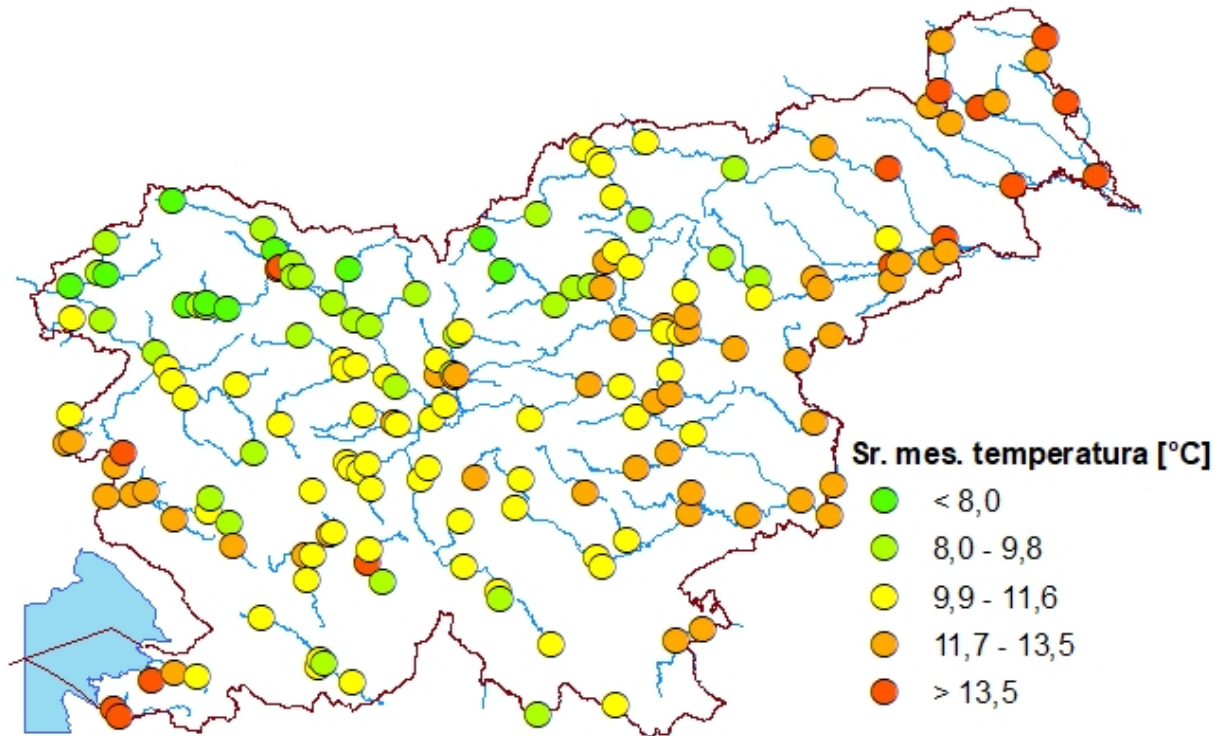 Sr. mes. temperatura [°C]
< 8,0
8,0 - 9,8
9,9 - 11,6
11,7 - 13,5
> 13,5